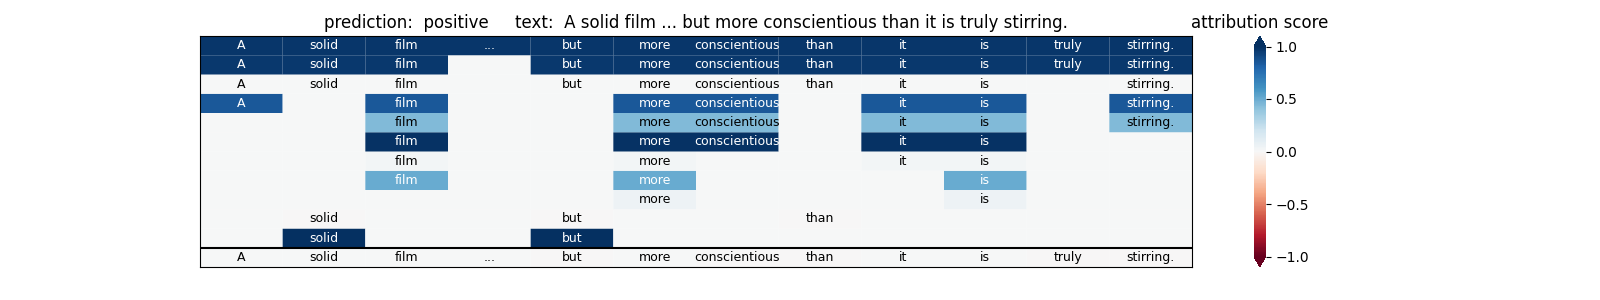 prediction: positive text: A solid film ... but more conscientious than it is truly stirring. attribution score
A solid film ... but more conscientious than it is truly stirring. 1.0
A solid film but more conscientious than it is truly stirring.
A solid film but more conscientious than stirring.
A film more conscientious it is stirring. 0.5
film more conscientious it is stirring.
film more conscientious it is
film more it is 0.0
film more is
more is
solid but than −0.5
solid but
A solid film ... but more conscientious than it is truly stirring. −1.0